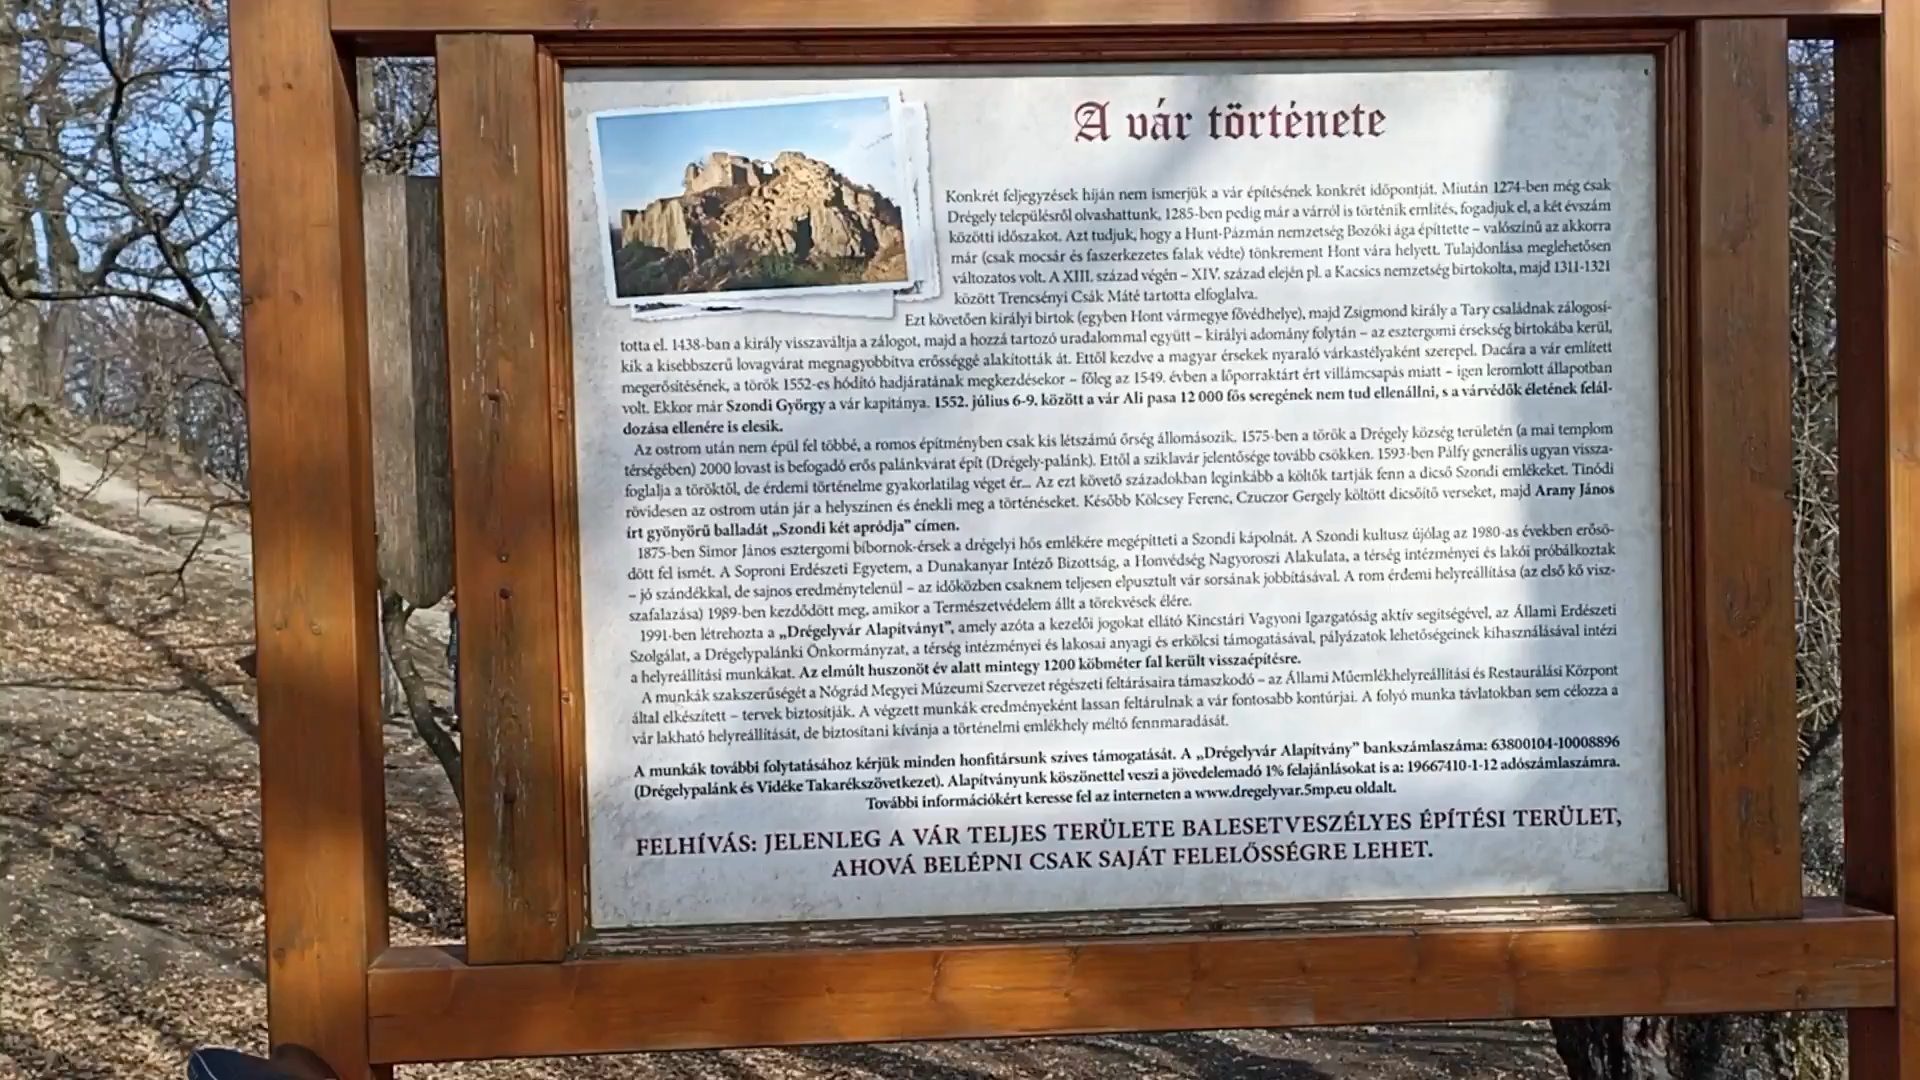 A vár története
Konkrét feljegyzések híján nem ismerjük a vár építésének konkrét időpontját. Miután 1274-ben még csak
Drégely településről olvashattunk, 1285-ben pedig már a várról is történik említés, fogadjuk el, a két évszám
közötti időszakot. Azt tudjuk, hogy a Hunt-Pázmán nemzetség Bozóki ága építtette – valószínű az akkorra
már (csak mocsár és faszerkezetes falak védte) tönkrement Hont vára helyett. Tulajdonlása meglehetősen
változatos volt. A XIII. század végén – XIV. század elején pl. a Kacsics nemzetség birtokolta, majd 1311-1321
között Trencsényi Csák Máté tartotta elfoglalva.
Ezt követően királyi birtok (egyben Hont vármegye fővédhelye), majd Zsigmond király a Tary családnak zálogosí-
totta el. 1438-ban a király visszaváltja a zálogot, majd a hozzá tartozó uradalommal együtt – királyi adomány folytán – az esztergomi érsekség birtokába kerül,
kik a kisebbszerű lovagvárat megnagyobbítva erősséggé alakították át. Ettől kezdve a magyar érsekek nyaraló várkastélyaként szerepel. Dacára a vár említett
megerősítésének, a török 1552-es hódító hadjáratának megkezdésekor – főleg az 1549. évben a lőporraktárt ért villámcsapás miatt – igen leromlott állapotban
volt. Ekkor már Szondi György a vár kapitánya. 1552. július 6-9. között a vár Ali pasa 12 000 fős seregének nem tud ellenállni, s a várvédők életének felál-
dozása ellenére is elesik.
Az ostrom után nem épül fel többé, a romos építményben csak kis létszámú őrség állomásozik. 1575-ben a török a Drégely község területén (a mai templom
térségében) 2000 lovast is befogadó erős palánkvárat épít (Drégely-palánk). Ettől a sziklavár jelentősége tovább csökken. 1593-ban Pálfy generális ugyan vissza-
foglalja a töröktől, de érdemi történelme gyakorlatilag véget ér... Az ezt követő századokban leginkább a költők tartják fenn a dicső Szondi emlékeket. Tinódi
rövidesen az ostrom után jár a helyszínen és énekli meg a történéseket. Később Kölcsey Ferenc, Czuczor Gergely költött dicsőítő verseket, majd Arany János
írt gyönyörű balladát „Szondi két apródja” címen.
1875-ben Simor János esztergomi bíbornok-érsek a drégelyi hős emlékére megépítteti a Szondi kápolnát. A Szondi kultusz újólag az 1980-as években erősö-
dött fel ismét. A Soproni Erdészeti Egyetem, a Dunakanyar Intéző Bizottság, a Honvédség Nagyoroszi Alakulata, a térség intézményei és lakói próbálkoztak
– jó szándékkal, de sajnos eredménytelenül – az időközben csaknem teljesen elpusztult vár sorsának jobbításával. A rom érdemi helyreállítása (az első kő visz-
szafalazása) 1989-ben kezdődött meg, amikor a Természetvédelem állt a törekvések élére.
1991-ben létrehozta a „Drégelyvár Alapítványt”, amely azóta a kezelői jogokat ellátó Kincstári Vagyoni Igazgatóság aktív segítségével, az Állami Erdészeti
Szolgálat, a Drégelypalánki Önkormányzat, a térség intézményei és lakosai anyagi és erkölcsi támogatásával, pályázatok lehetőségeinek kihasználásával intézi
a helyreállítási munkákat. Az elmúlt huszonöt év alatt mintegy 1200 köbméter fal került visszaépítésre.
A munkák szakszerűségét a Nógrád Megyei Múzeumi Szervezet régészeti feltárásaira támaszkodó – az Állami Műemlékhelyreállítási és Restaurálási Központ
által elkészített – tervek biztosítják. A végzett munkák eredményeként lassan feltárulnak a vár fontosabb kontúrjai. A folyó munka távlatokban sem célozza a
vár lakható helyreállítását, de biztosítani kívánja a történelmi emlékhely méltó fennmaradását.
A munkák további folytatásához kérjük minden honfitársunk szíves támogatását. A „Drégelyvár Alapítvány” bankszámlaszáma: 63800104-10008896
(Drégelypalánk és Vidéke Takarékszövetkezet). Alapítványunk köszönettel veszi a jövedelemadó 1% felajánlásokat is a: 19667410-1-12 adószámlaszámra.
További információkért keresse fel az interneten a www.dregelyvar.5mp.eu oldalt.
FELHÍVÁS: JELENLEG A VÁR TELJES TERÜLETE BALESETVESZÉLYES ÉPÍTÉSI TERÜLET,
AHOVÁ BELÉPNI CSAK SAJÁT FELELŐSSÉGRE LEHET.